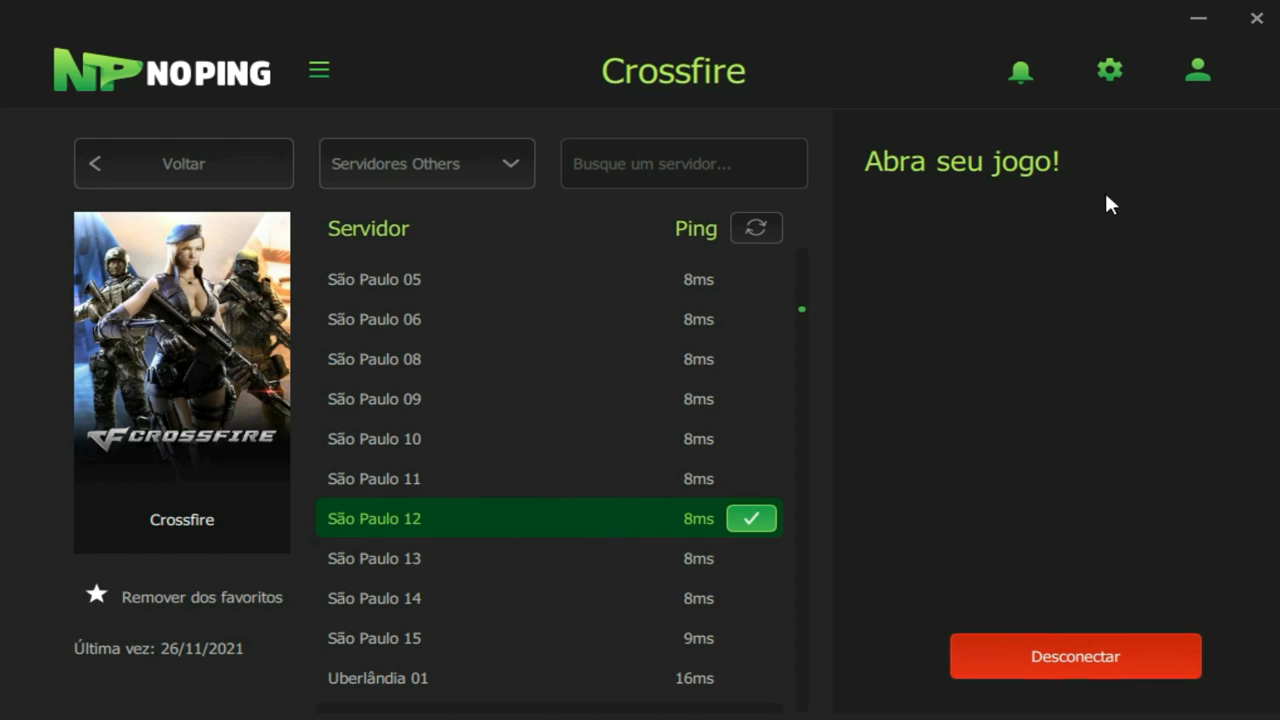 NP NOPING
Crossfire
Voltar
Servidores Others
Busque um servidor...
Abra seu jogo!
Servidor Ping
São Paulo 05 8ms
São Paulo 06 8ms
São Paulo 08 8ms
São Paulo 09 8ms
São Paulo 10 8ms
São Paulo 11 8ms
São Paulo 12 8ms
São Paulo 13 8ms
São Paulo 14 8ms
São Paulo 15 9ms
Uberlândia 01 16ms
CF CROSSFIRE
Crossfire
Remover dos favoritos
Última vez: 26/11/2021
Desconectar